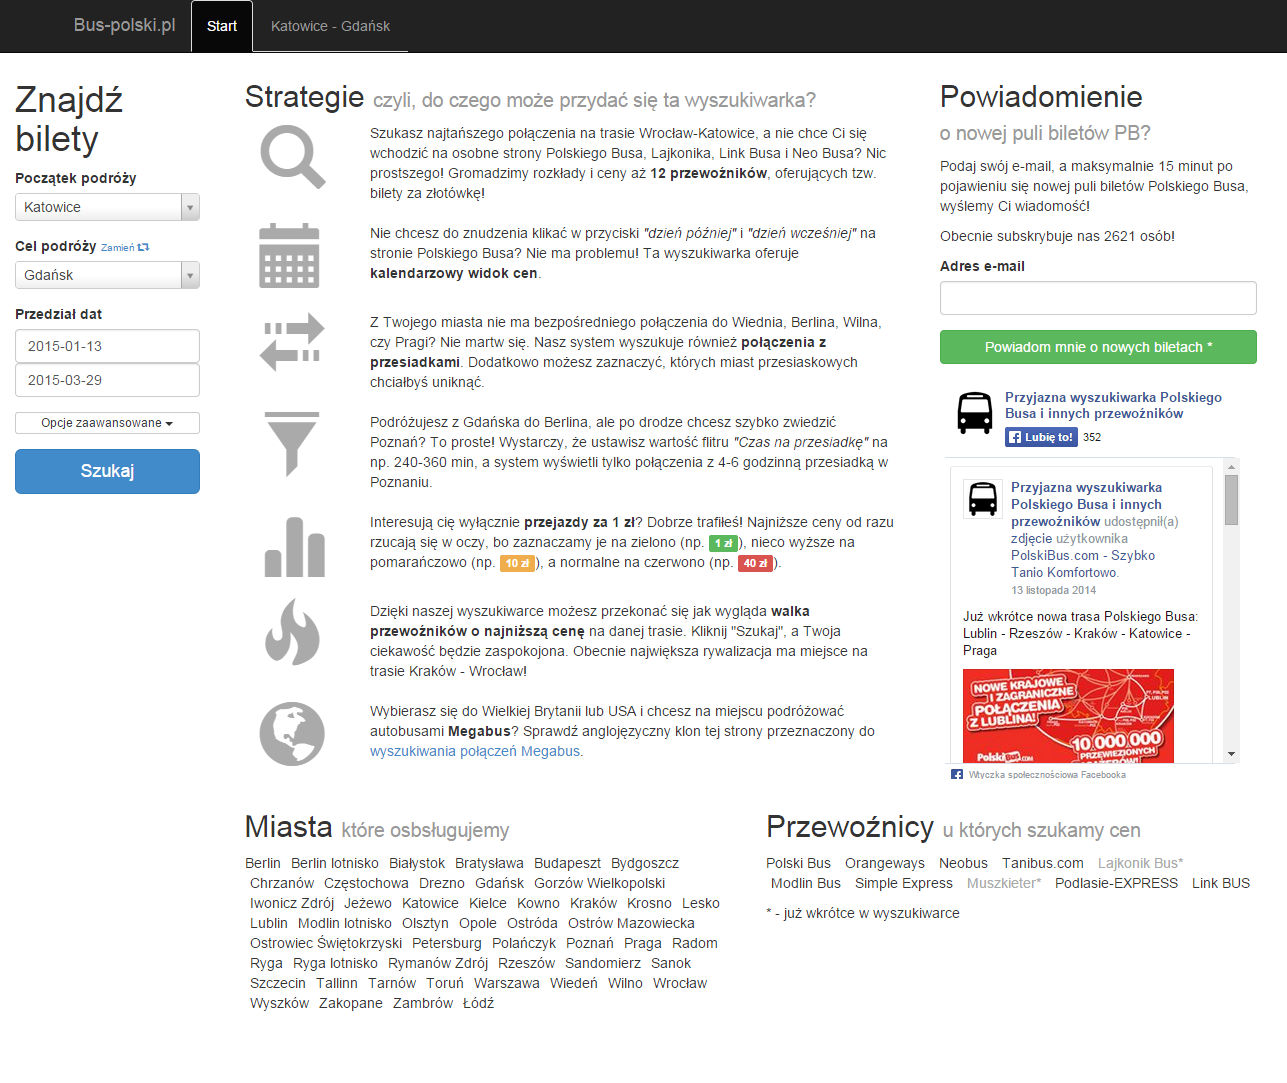 Bus-polski.pl Start Katowice - Gdańsk
Znajdź
bilety
Początek podróży
Katowice
Cel podróży Zamień
Gdańsk
Przedział dat
2015-01-13
2015-03-29
Opcje zaawansowane
Szukaj
Strategie czyli, do czego może przydać się ta wyszukiwarka?
Szukasz najtańszego połączenia na trasie Wrocław-Katowice, a nie chce Ci się
wchodzić na osobne strony Polskiego Busa, Lajkonika, Link Busa i Neo Busa? Nic
prostszego! Gromadzimy rozkłady i ceny aż 12 przewoźników, oferujących tzw.
bilety za złotówkę!
Nie chcesz do znudzenia klikać w przyciski "dzień później" i "dzień wcześniej" na
stronie Polskiego Busa? Nie ma problemu! Ta wyszukiwarka oferuje
kalendarzowy widok cen.
Z Twojego miasta nie ma bezpośredniego połączenia do Wiednia, Berlina, Wilna,
czy Pragi? Nie martw się. Nasz system wyszukuje również połączenia z
przesiadkami. Dodatkowo możesz zaznaczyć, których miast przesiaskowych
chciałbyś uniknąć.
Podróżujesz z Gdańska do Berlina, ale po drodze chcesz szybko zwiedzić
Poznań? To proste! Wystarczy, że ustawisz wartość flitru "Czas na przesiadkę" na
np. 240-360 min, a system wyświetli tylko połączenia z 4-6 godzinną przesiadką w
Poznaniu.
Interesują cię wyłącznie przejazdy za 1 zł? Dobrze trafiłeś! Najniższe ceny od razu
rzucają się w oczy, bo zaznaczamy je na zielono (np. 1 zł), nieco wyższe na
pomarańczowo (np. 10 zł), a normalne na czerwono (np. 40 zł).
Dzięki naszej wyszukiwarce możesz przekonać się jak wygląda walka
przewoźników o najniższą cenę na danej trasie. Kliknij "Szukaj", a Twoja
ciekawość będzie zaspokojona. Obecnie największa rywalizacja ma miejsce na
trasie Kraków - Wrocław!
Wybierasz się do Wielkiej Brytanii lub USA i chcesz na miejscu podróżować
autobusami Megabus? Sprawdź anglojęzyczny klon tej strony przeznaczony do
wyszukiwania połączeń Megabus.
Powiadomienie
o nowej puli biletów PB?
Podaj swój e-mail, a maksymalnie 15 minut po
pojawieniu się nowej puli biletów Polskiego Busa,
wyślemy Ci wiadomość!
Obecnie subskrybuje nas 2621 osób!
Adres e-mail
Powiadom mnie o nowych biletach *
Przyjazna wyszukiwarka Polskiego
Busa i innych przewoźników
Lubię to! 352
Przyjazna wyszukiwarka
Polskiego Busa i innych
przewoźników udostępnił(a)
zdjęcie użytkownika
PolskiBus.com - Szybko
Tanio Komfortowo.
13 listopada 2014
Już wkrótce nowa trasa Polskiego Busa:
Lublin - Rzeszów - Kraków - Katowice -
Praga
NOWE KRAJOWE
I ZAGRANICZNE
POŁĄCZENIA
Z LUBLINA!
LUBLIN
10 000 000
PRZEWIEZIONYCH
PolskiBus.com
Wtyczka społecznościowa Facebooka
Miasta które osbsługujemy
Berlin Berlin lotnisko Białystok Bratysława Budapeszt Bydgoszcz
Chrzanów Częstochowa Drezno Gdańsk Gorzów Wielkopolski
Iwonicz Zdrój Jeżewo Katowice Kielce Kowno Kraków Krosno Lesko
Lublin Modlin lotnisko Olsztyn Opole Ostróda Ostrów Mazowiecka
Ostrowiec Świętokrzyski Petersburg Polańczyk Poznań Praga Radom
Ryga Ryga lotnisko Rymanów Zdrój Rzeszów Sandomierz Sanok
Szczecin Tallinn Tarnów Toruń Warszawa Wiedeń Wilno Wrocław
Wyszków Zakopane Zambrów Łódź
Przewoźnicy u których szukamy cen
Polski Bus Orangeways Neobus Tanibus.com Lajkonik Bus*
Modlin Bus Simple Express Muszkieter* Podlasie-EXPRESS Link BUS
* - już wkrótce w wyszukiwarce